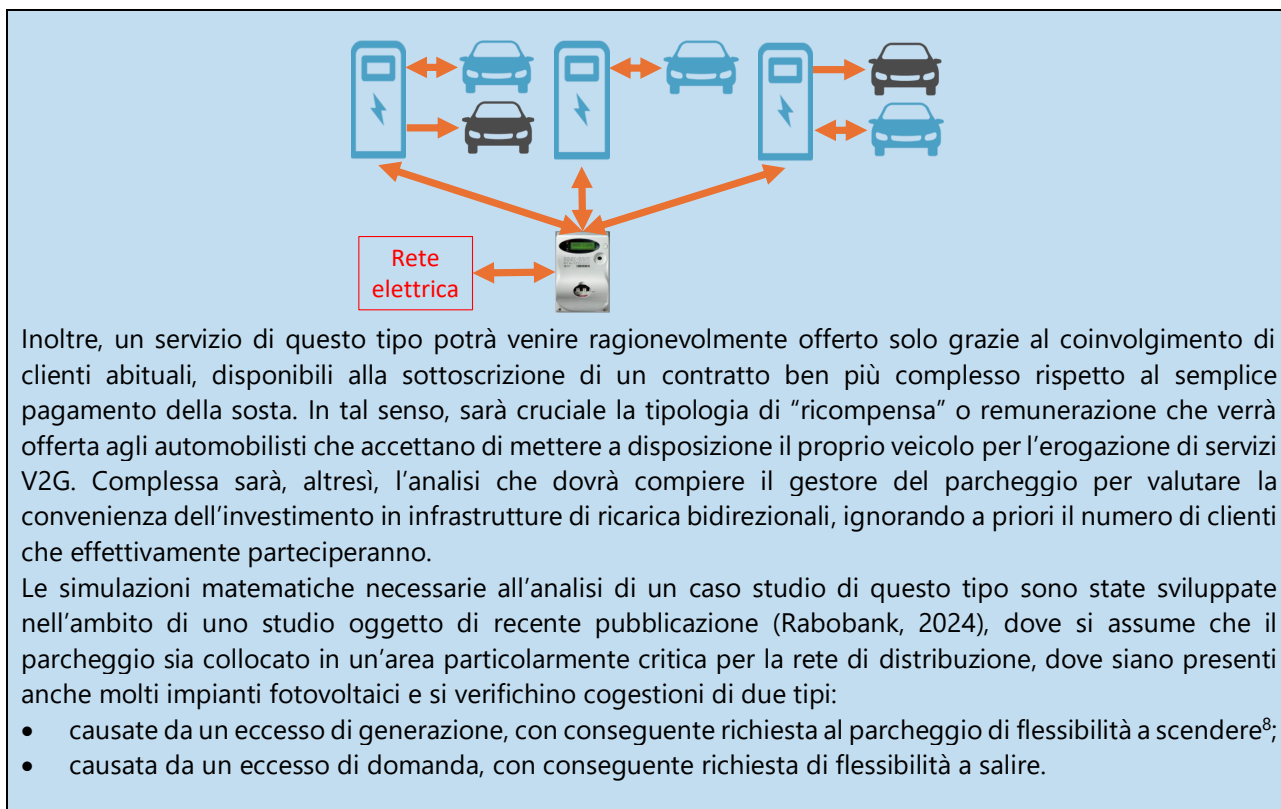 Rete
elettrica
Inoltre, un servizio di questo tipo potrà venire ragionevolmente offerto solo grazie al coinvolgimento di
clienti abituali, disponibili alla sottoscrizione di un contratto ben più complesso rispetto al semplice
pagamento della sosta. In tal senso, sarà cruciale la tipologia di “ricompensa” o remunerazione che verrà
offerta agli automobilisti che accettano di mettere a disposizione il proprio veicolo per l’erogazione di servizi
V2G. Complessa sarà, altresì, l’analisi che dovrà compiere il gestore del parcheggio per valutare la
convenienza dell’investimento in infrastrutture di ricarica bidirezionali, ignorando a priori il numero di clienti
che effettivamente parteciperanno.
Le simulazioni matematiche necessarie all’analisi di un caso studio di questo tipo sono state sviluppate
nell’ambito di uno studio oggetto di recente pubblicazione (Rabobank, 2024), dove si assume che il
parcheggio sia collocato in un’area particolarmente critica per la rete di distribuzione, dove siano presenti
anche molti impianti fotovoltaici e si verifichino cogestioni di due tipi:
• causate da un eccesso di generazione, con conseguente richiesta al parcheggio di flessibilità a scendere⁸;
• causata da un eccesso di domanda, con conseguente richiesta di flessibilità a salire.